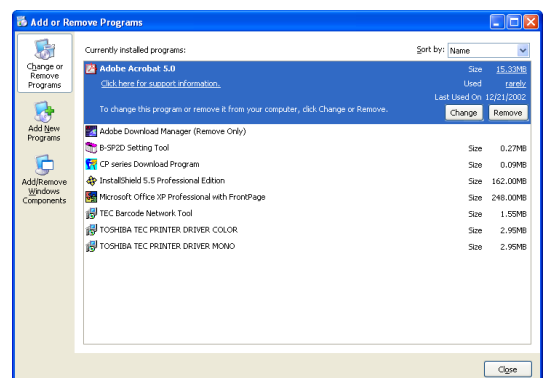 Add or Remove Programs
Change or
Remove
Programs
Add New
Programs
Add/Remove
Windows
Components
Currently installed programs:
Sort by: Name
Adobe Acrobat 5.0 Size 15.33MB
Click here for support information. Used rarely
Last Used On 12/21/2002
To change this program or remove it from your computer, click Change or Remove. Change Remove
Adobe Download Manager (Remove Only)
B-SP2D Setting Tool Size 0.27MB
CP series Download Program Size 0.09MB
InstallShield 5.5 Professional Edition Size 162.00MB
Microsoft Office XP Professional with FrontPage Size 248.00MB
TEC Barcode Network Tool Size 1.55MB
TOSHIBA TEC PRINTER DRIVER COLOR Size 2.95MB
TOSHIBA TEC PRINTER DRIVER MONO Size 2.95MB
Close